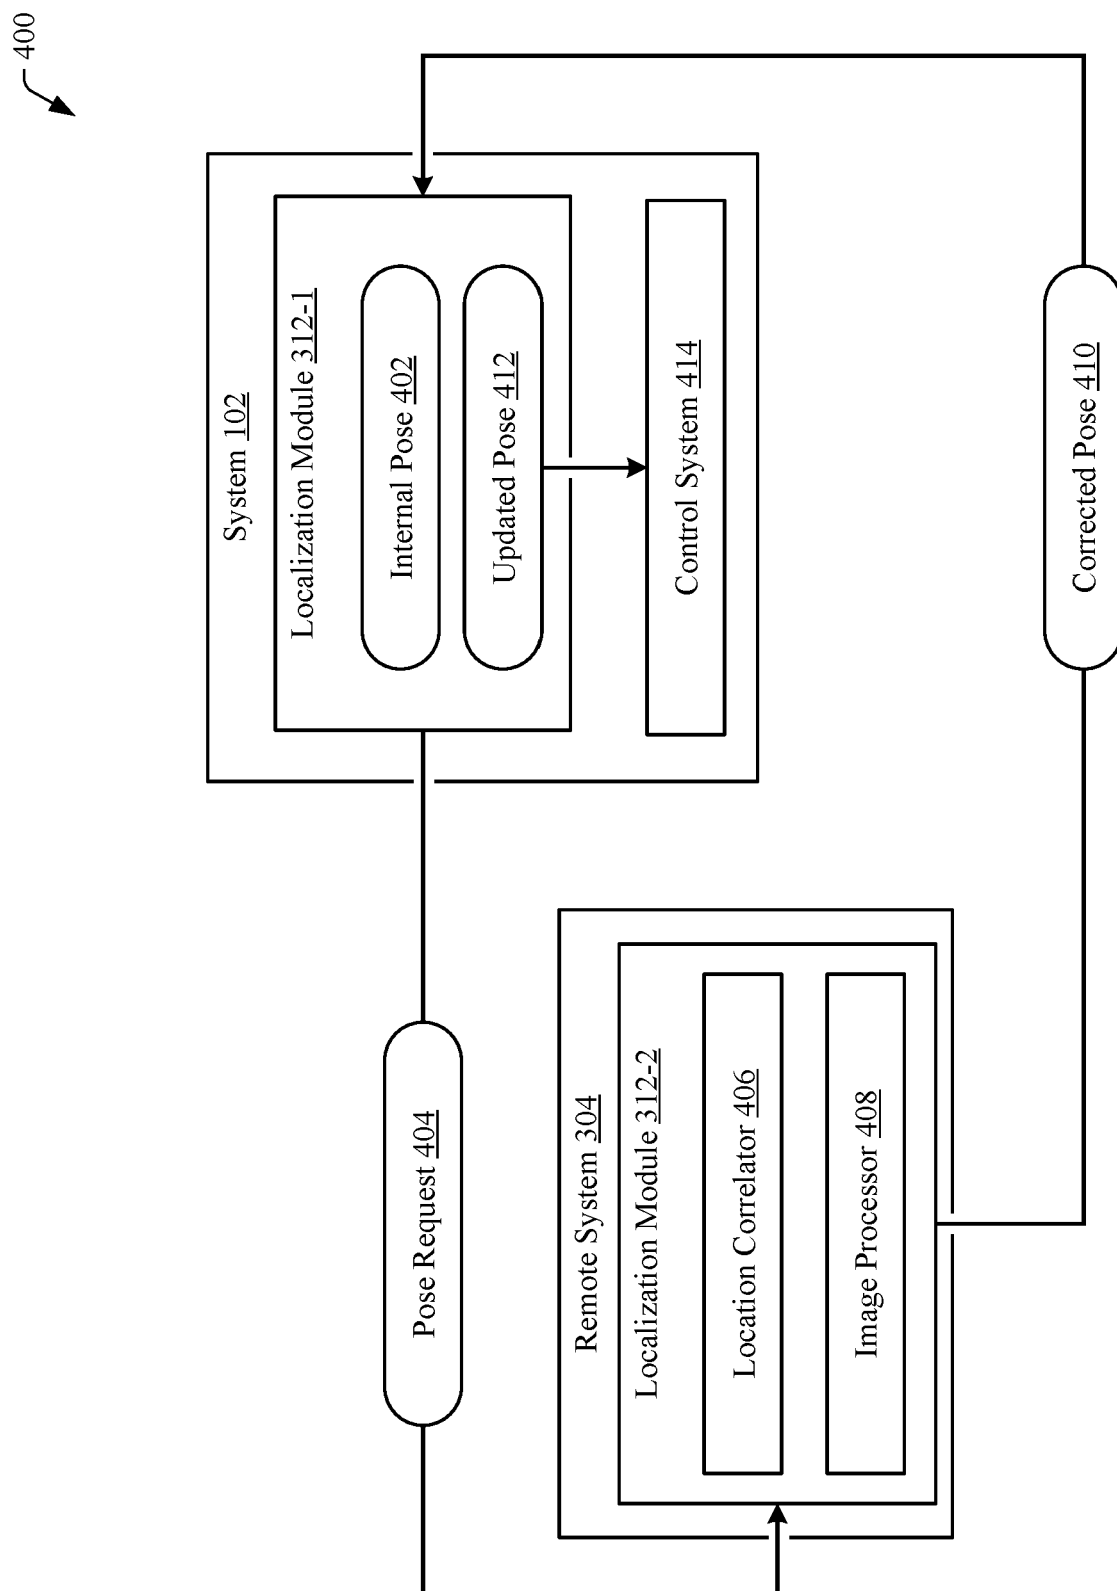 400
System 102
Localization Module 312-1
Internal Pose 402
Updated Pose 412
Control System 414
Pose Request 404
Remote System 304
Localization Module 312-2
Location Correlator 406
Image Processor 408
Corrected Pose 410